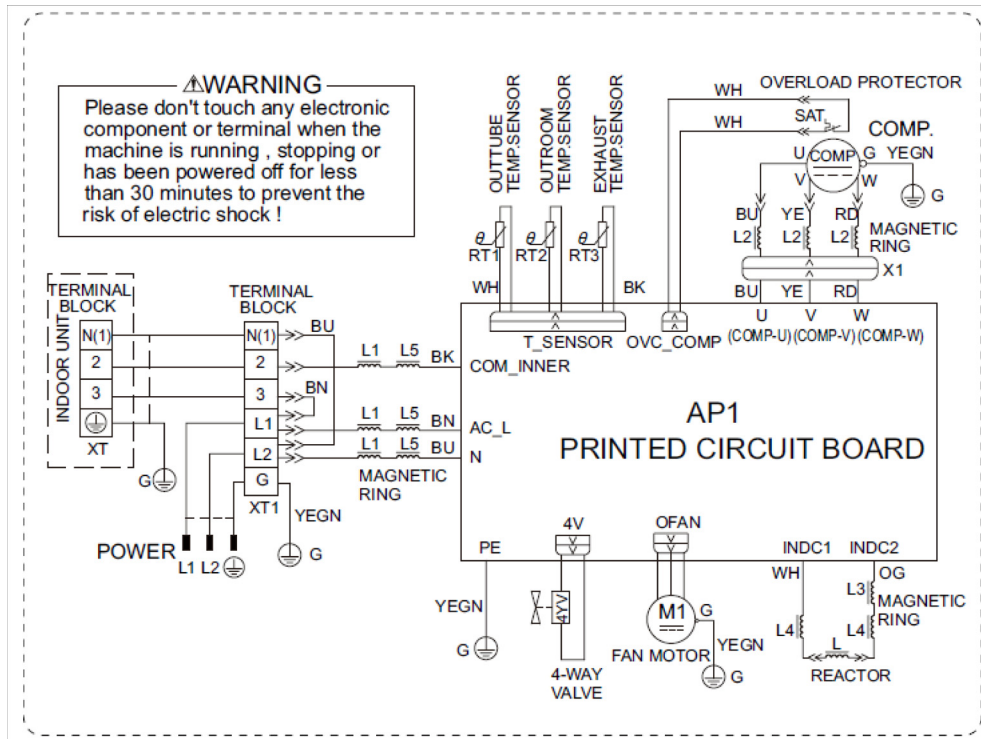 ⚠WARNING
Please don't touch any electronic
component or terminal when the
machine is running , stopping or
has been powered off for less
than 30 minutes to prevent the
risk of electric shock !
OUTTUBE
TEMP.SENSOR
OUTROOM
TEMP.SENSOR
EXHAUST
TEMP.SENSOR
θ
RT1
θ
RT2
θ
RT3
WH
BK
T_SENSOR
WH
WH
OVERLOAD PROTECTOR
SAT
COMP.
U
COMP
G
YEGN
V
W
G
BU
YE
RD
L2
L2
L2
MAGNETIC
RING
X1
BU
YE
RD
U
V
W
OVC_COMP
(COMP-U)
(COMP-V)
(COMP-W)
INDOOR UNIT
TERMINAL
BLOCK
N(1)
2
3
XT
G
TERMINAL
BLOCK
N(1)
2
3
L1
L2
G
XT1
BU
BN
YEGN
G
POWER
L1
L2
L1
L5
BK
COM_INNER
L1
L5
BN
AC_L
L1
L5
BU
N
MAGNETIC
RING
AP1
PRINTED CIRCUIT BOARD
PE
YEGN
G
4V
4YV
4-WAY
VALVE
OFAN
M1
G
YEGN
G
FAN MOTOR
INDC1
INDC2
WH
OG
L3
MAGNETIC
RING
L4
L4
L
REACTOR